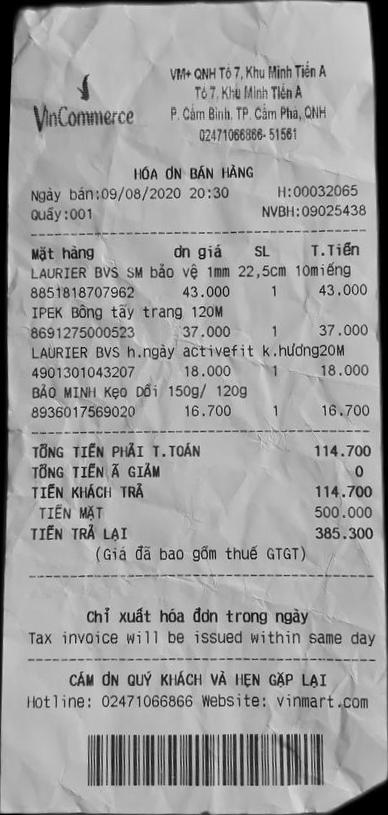 VinCommerce
VM+ QNH Tổ 7, Khu Minh Tiến A
Tổ 7, Khu Minh Tiến A
P. Cẩm Bình, TP. Cẩm Phả, QNH
02471066866- 51561
HÓA ƠN BÁN HÀNG
Ngày bán:09/08/2020 20:30 H:00032065
Quầy:001 NVBH:09025438
Mặt hàng ơn giá SL T.Tiền
LAURIER BVS SM bảo vệ 1mm 22,5cm 10miếng
8851818707962 43.000 1 43.000
IPEK Bông tẩy trang 120M
8691275000523 37.000 1 37.000
LAURIER BVS h.ngày activefit k.hương20M
4901301043207 18.000 1 18.000
BẢO MINH Kẹo Dồi 150g/ 120g
8936017569020 16.700 1 16.700
TỔNG TIỀN PHẢI T.TOÁN 114.700
TỔNG TIỀN Ã GIẢM 0
TIỀN KHÁCH TRẢ 114.700
TIỀN MẶT 500.000
TIỀN TRẢ LẠI 385.300
(Giá đã bao gồm thuế GTGT)
Chỉ xuất hóa đơn trong ngày
Tax invoice will be issued within same day
CẢM ƠN QUÝ KHÁCH VÀ HẸN GẶP LẠI
Hotline: 02471066866 Website: vinmart.com